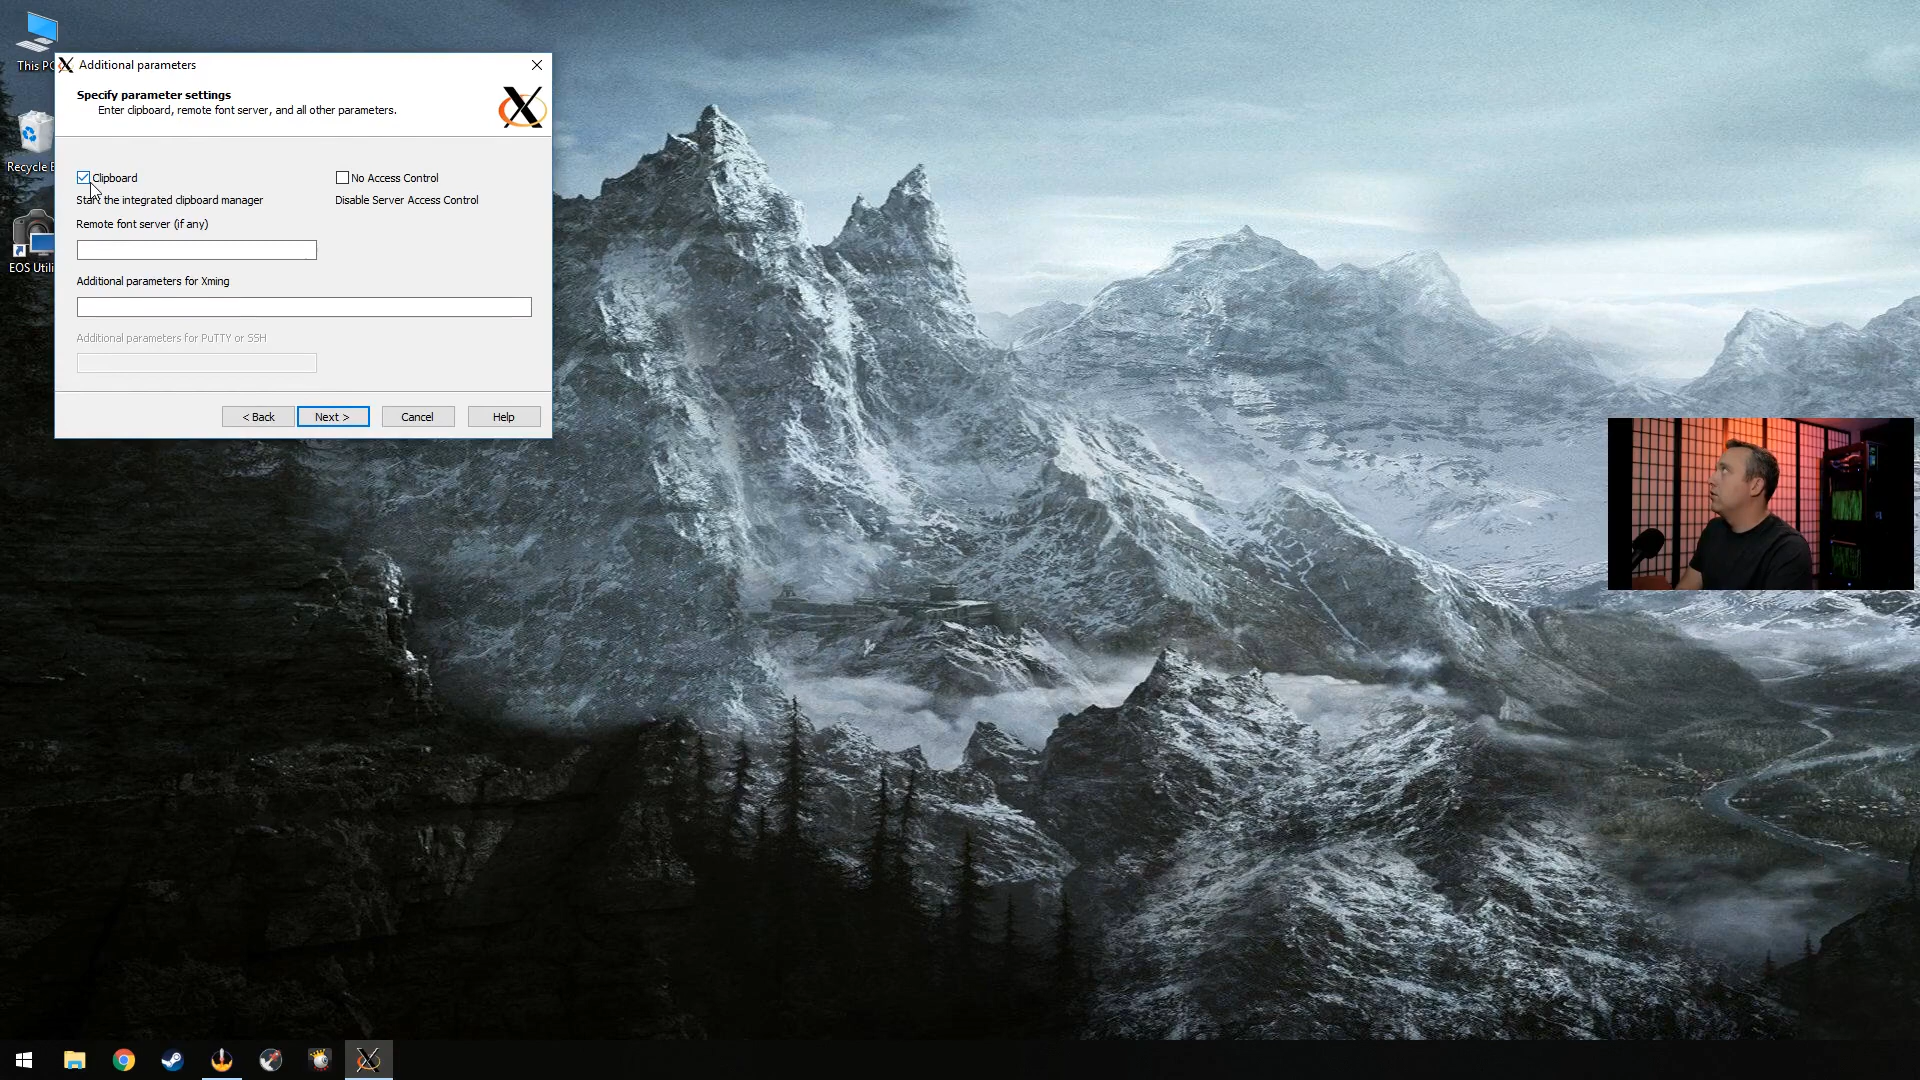 This PC
Recycle B
EOS Utili
Additional parameters
Specify parameter settings
Enter clipboard, remote font server, and all other parameters.
Clipboard
No Access Control
Start the integrated clipboard manager
Disable Server Access Control
Remote font server (if any)
Additional parameters for Xming
Additional parameters for PuTTY or SSH
< Back
Next >
Cancel
Help